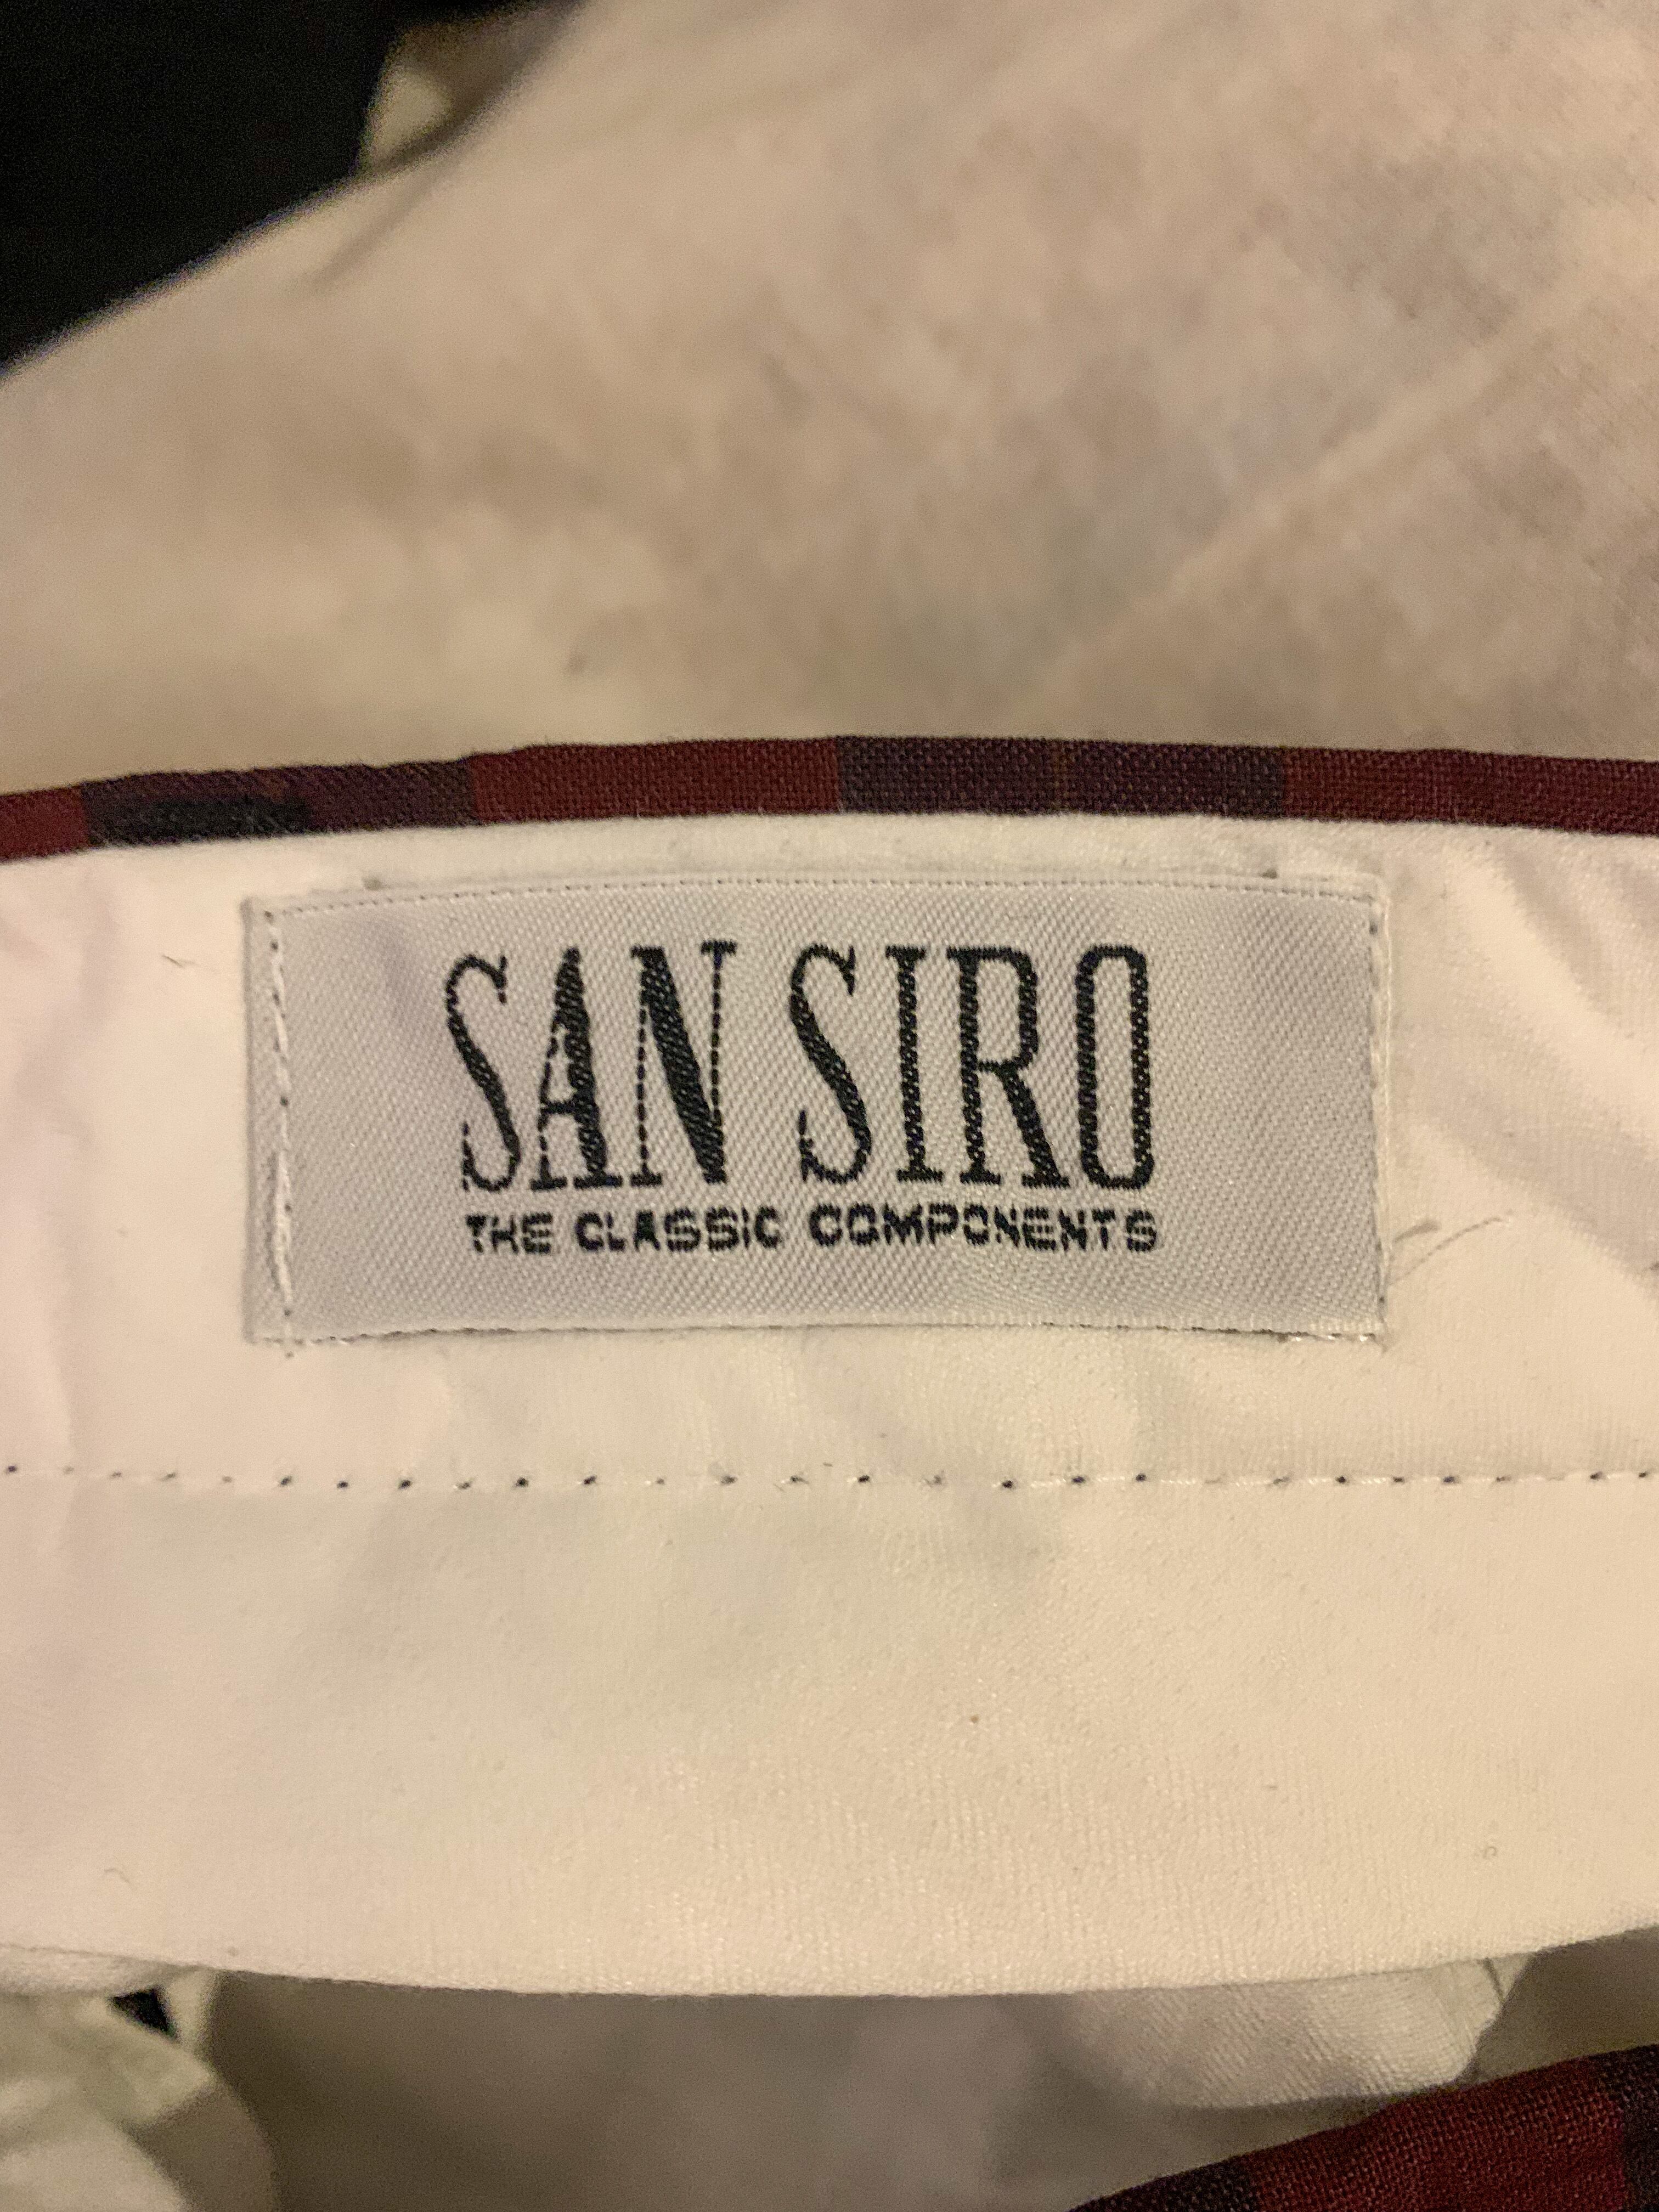 SAN SIRO
THE CLASSIC COMPONENTS